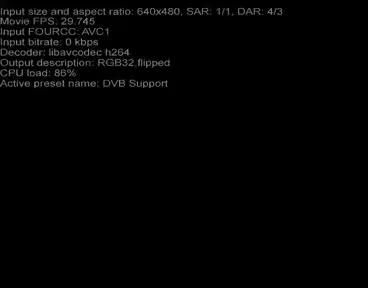 Input size and aspect ratio: 640x480, SAR: 1/1, DAR: 4/3
Movie FPS: 29.745
Input FOURCC: AVC1
Input bitrate: 0 kbps
Decoder: libavcodec h264
Output description: RGB32,flipped
CPU load: 86%
Active preset name: DVB Support